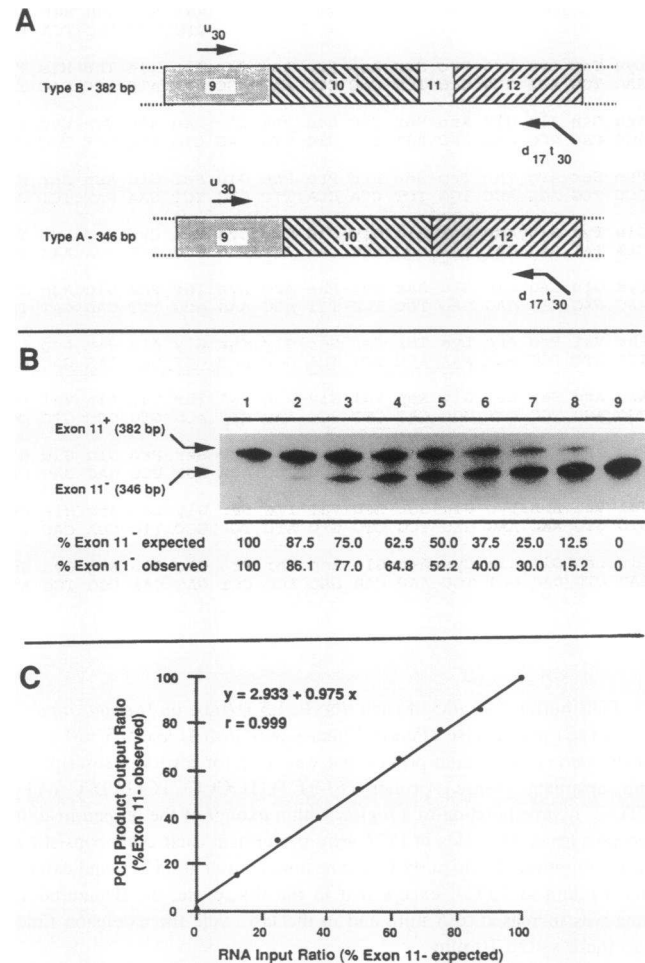 A
u30
Type B - 382 bp
9 10 11 12
d17 t30
u30
Type A - 346 bp
9 10 12
d17 t30
B
1 2 3 4 5 6 7 8 9
Exon 11+ (382 bp)
Exon 11- (346 bp)
% Exon 11- expected 100 87.5 75.0 62.5 50.0 37.5 25.0 12.5 0
% Exon 11- observed 100 86.1 77.0 64.8 52.2 40.0 30.0 15.2 0
C
y = 2.933 + 0.975 x
r = 0.999
PCR Product Output Ratio
(%Exon 11- observed)
100
80
60
40
20
0
0 20 40 60 80 100
RNA Input Ratio (% Exon 11- expected)